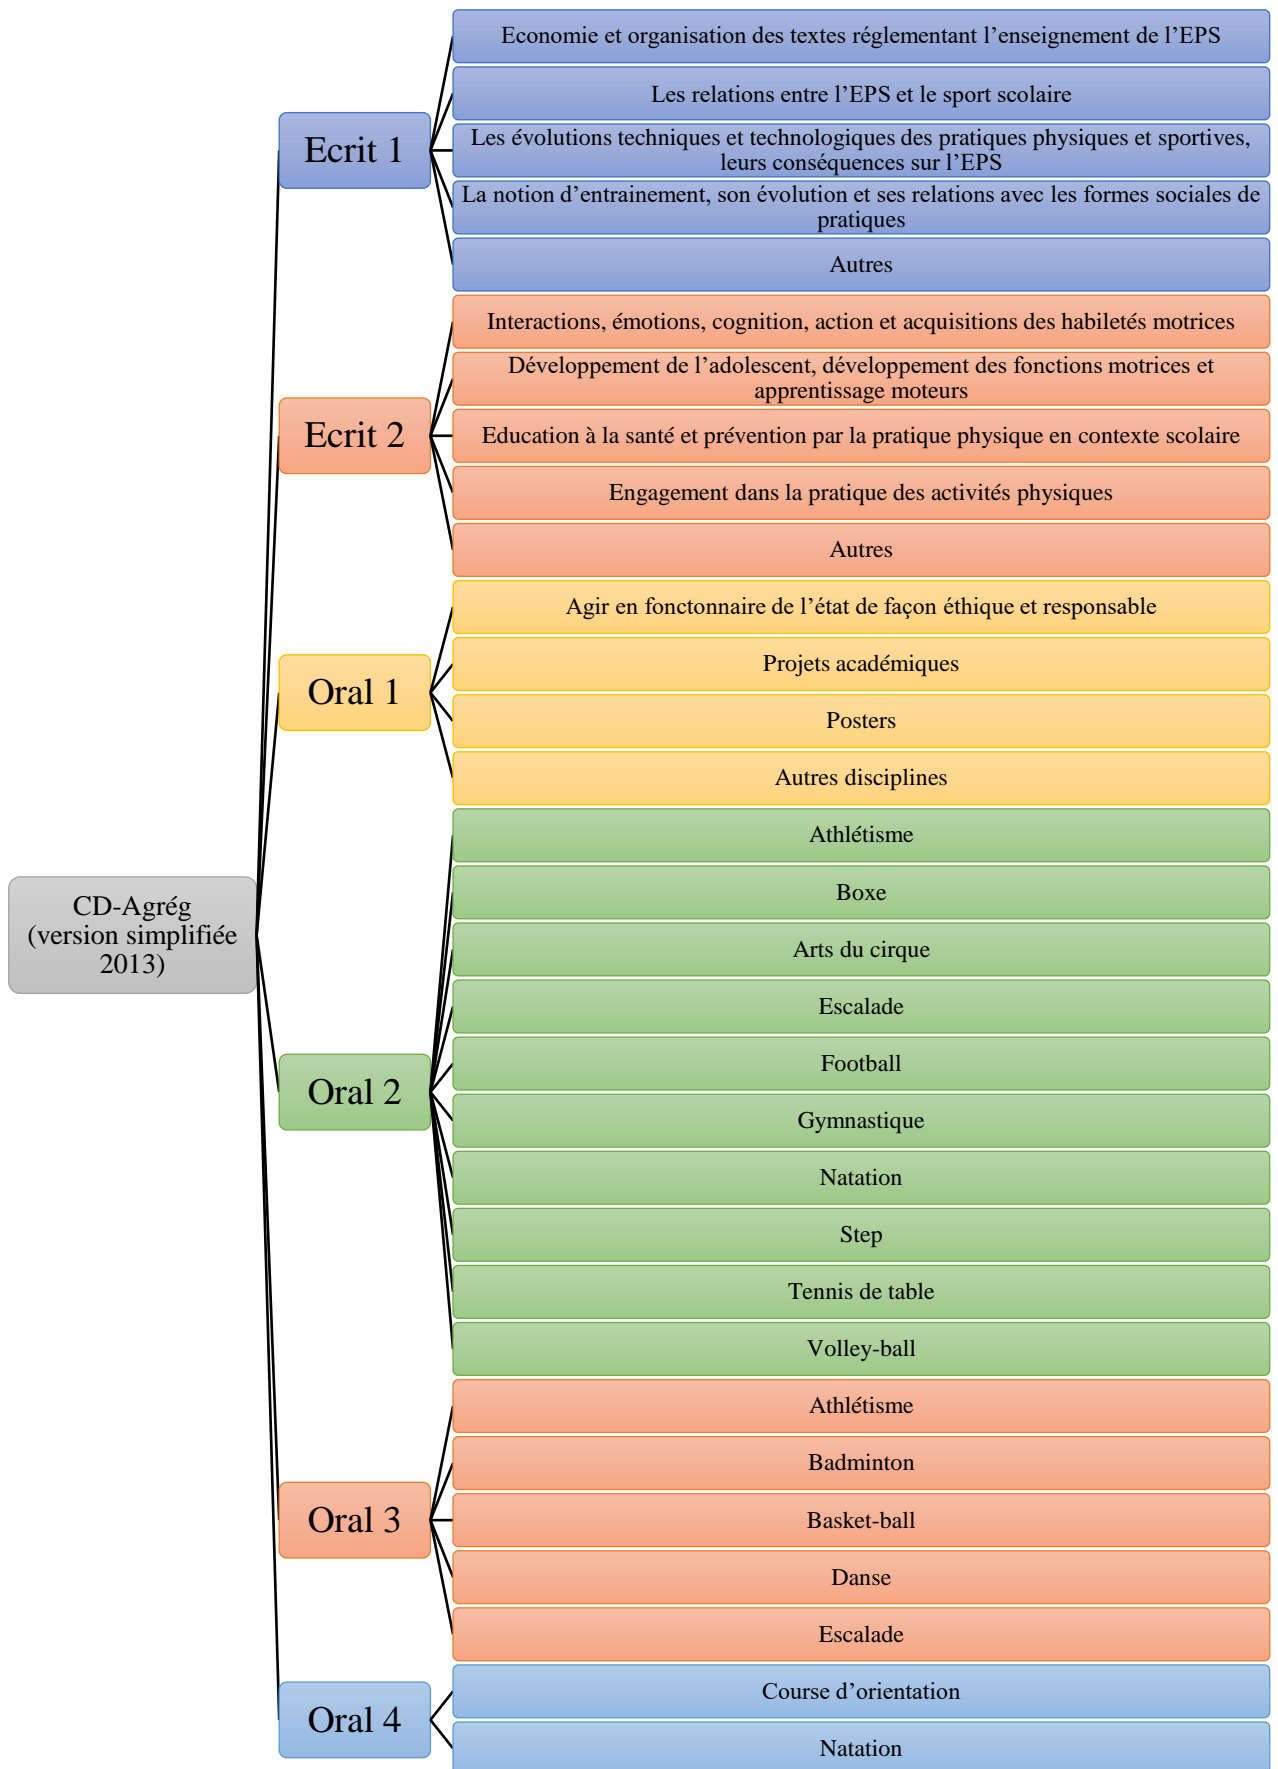 Economie et organisation des textes réglementant l’enseignement de l’EPS
Les relations entre l’EPS et le sport scolaire
Ecrit 1
Les évolutions techniques et technologiques des pratiques physiques et sportives,
leurs conséquences sur l’EPS
La notion d’entrainement, son évolution et ses relations avec les formes sociales de
pratiques
Autres
Interactions, émotions, cognition, action et acquisitions des habiletés motrices
Développement de l’adolescent, développement des fonctions motrices et
apprentissage moteurs
Ecrit 2
Education à la santé et prévention par la pratique physique en contexte scolaire
Engagement dans la pratique des activités physiques
Autres
Agir en fonctonnaire de l’état de façon éthique et responsable
Projets académiques
Oral 1
Posters
Autres disciplines
CD-Agrég
(version simplifiée
2013)
Athlétisme
Boxe
Arts du cirque
Escalade
Football
Oral 2
Gymnastique
Natation
Step
Tennis de table
Volley-ball
Athlétisme
Badminton
Oral 3
Basket-ball
Danse
Escalade
Course d’orientation
Oral 4
Natation